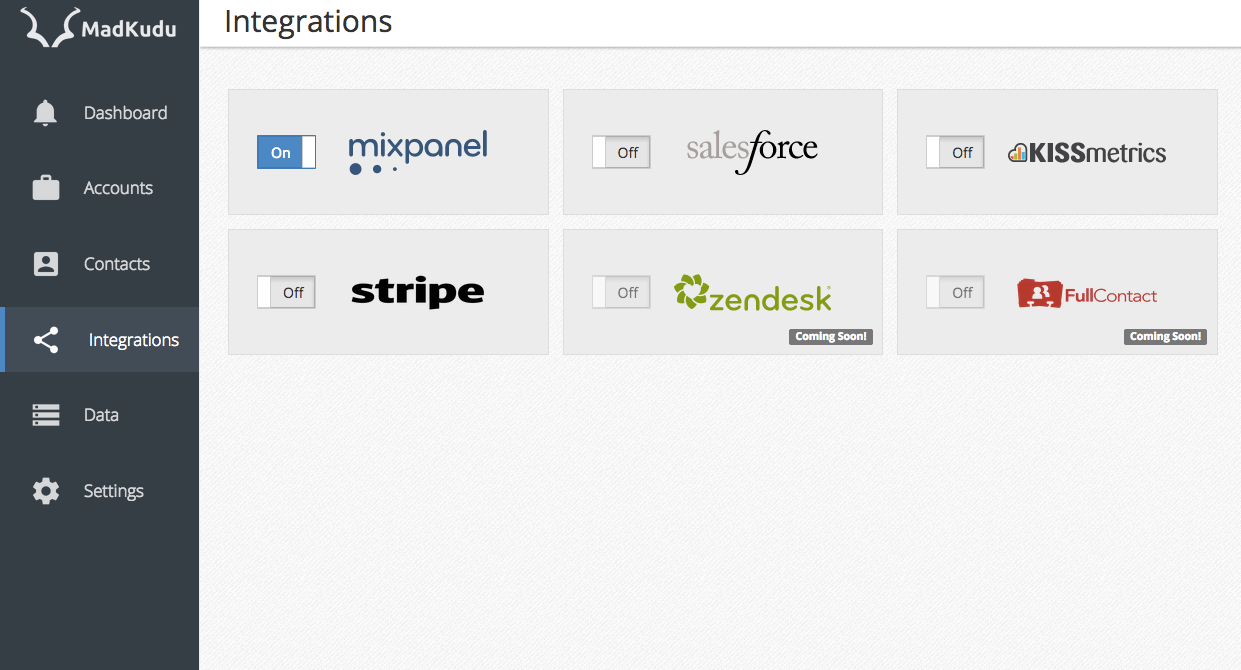 MadKudu
Integrations
Dashboard
Accounts
Contacts
Integrations
Data
Settings
On
mixpanel
Off
salesforce
Off
KISSmetrics
Off
stripe
Off
zendesk
Coming Soon!
Off
FullContact
Coming Soon!